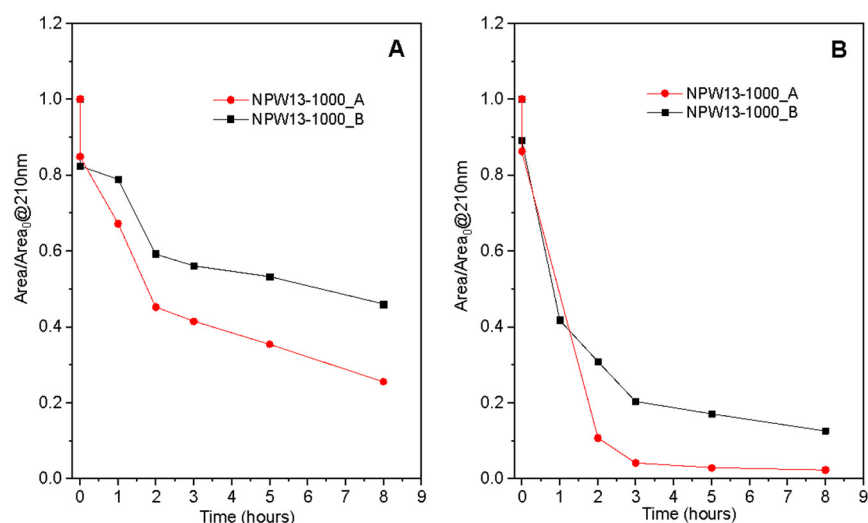 A
NPW13-1000_A
NPW13-1000_B
Area/Area0@210nm
1.2
1.0
0.8
0.6
0.4
0.2
0.0
0 1 2 3 4 5 6 7 8 9
Time (hours)
B
NPW13-1000_A
NPW13-1000_B
Area/Area0@210nm
1.2
1.0
0.8
0.6
0.4
0.2
0.0
0 1 2 3 4 5 6 7 8 9
Time (hours)